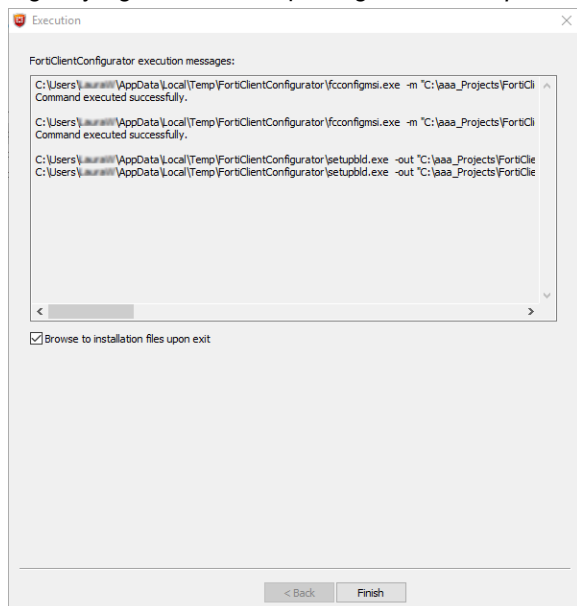 Execution
FortiClientConfigurator execution messages:
C:\Users\ \AppData\Local\Temp\FortiClientConfigurator\fcconfigmsi.exe -m "C:\aaa_Projects\FortiCli
Command executed successfully.
C:\Users\ \AppData\Local\Temp\FortiClientConfigurator\fcconfigmsi.exe -m "C:\aaa_Projects\FortiCli
Command executed successfully.
C:\Users\ \AppData\Local\Temp\FortiClientConfigurator\setupbld.exe -out "C:\aaa_Projects\FortiClie
C:\Users\ \AppData\Local\Temp\FortiClientConfigurator\setupbld.exe -out "C:\aaa_Projects\FortiClie
Browse to installation files upon exit
< Back Finish